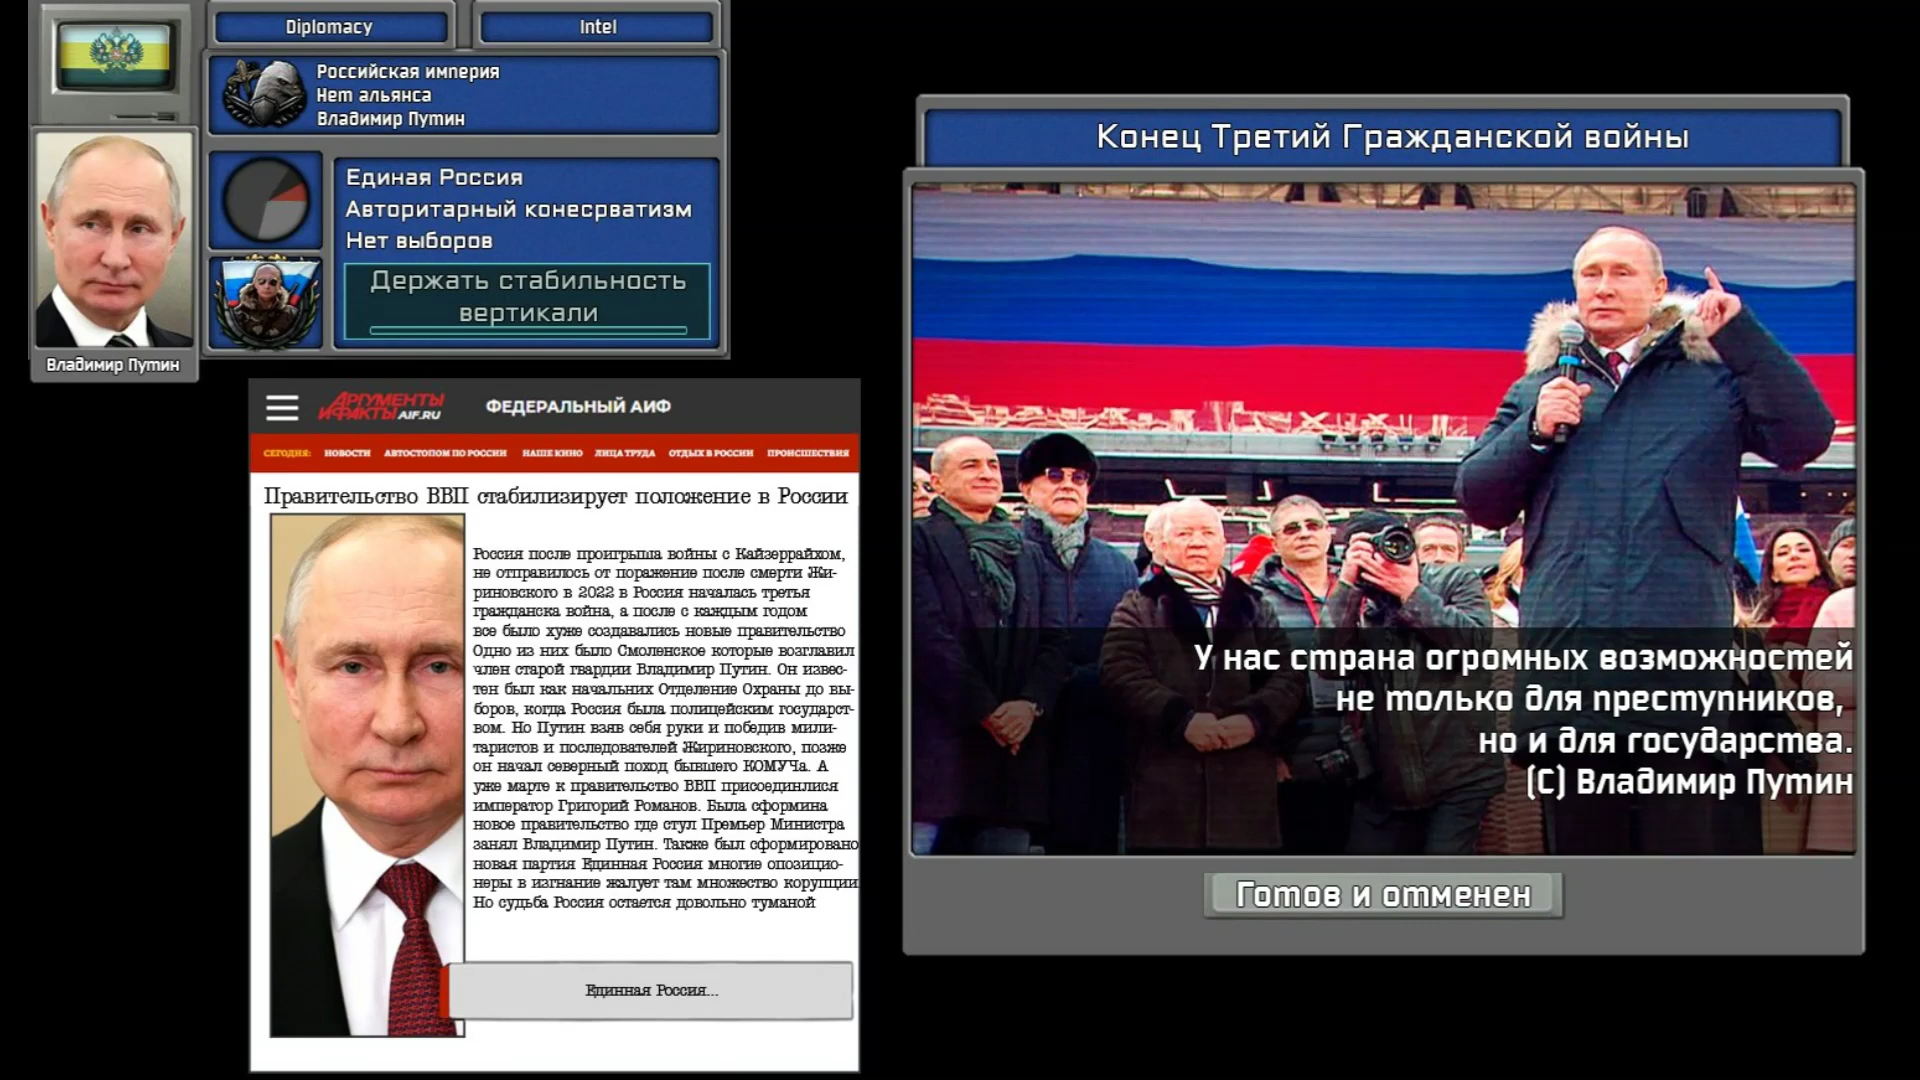 Diplomacy
Intel
Российская империя
Нет альянса
Владимир Путин
Единая Россия
Авторитарный конесрватизм
Нет выборов
Держать стабильность
вертикали
Владимир Путин
АРГУМЕНТЫ
И ФАКТЫ AIF.RU
ФЕДЕРАЛЬНЫЙ АИФ
СЕГОДНЯ: НОВОСТИ АВТОСТОПОМ ПО РОССИИ НАШЕ КИНО ЛИЦА ТРУДА ОТДЫХ В РОССИИ ПРОИСШЕСТВИЯ
Правительство ВВП стабилизирует положение в России
Россия после проигрыша войны с Кайзеррайхом,
не отправилось от поражение после смерти Жи-
риновского в 2022 в Россия началась третья
гражданска война, а после с каждым годом
все было хуже создавались новые правительство
Одно из них было Смоленское которые возглавил
член старой гвардии Владимир Путин. Он извес-
тен был как начальних Отделение Охраны до вы-
боров, когда Россия была полицейским государст-
вом. Но Путин взяв себя руки и победив мили-
таристов и последователей Жириновского, позже
он начал северный поход бывшего КОМУЧа. А
уже марте к правительство ВВП присоединлися
император Григорий Романов. Была сформина
новое правительство где стул Премьер Министра
занял Владимир Путин. Также был сформировано
новая партия Единная Россия многие опозицио-
неры в изгнание жалует там множество корупции
Но судьба Россия остается довольно туманой
Единная Россия...
Конец Третий Гражданской войны
У нас страна огромных возможностей
не только для преступников,
но и для государства.
(С) Владимир Путин
Готов и отменен